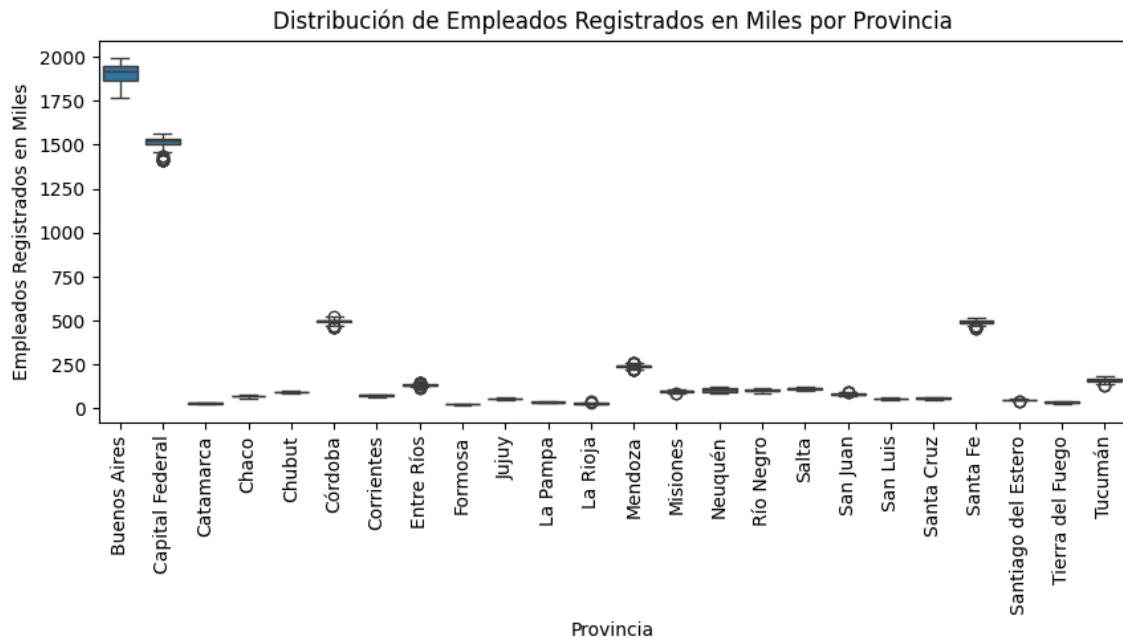 Distribución de Empleados Registrados en Miles por Provincia
Empleados Registrados en Miles
2000
1750
1500
1250
1000
750
500
250
0
Buenos Aires
Capital Federal
Catamarca
Chaco
Chubut
Córdoba
Corrientes
Entre Ríos
Formosa
Jujuy
La Pampa
La Rioja
Mendoza
Misiones
Neuquén
Río Negro
Salta
San Juan
San Luis
Santa Cruz
Santa Fe
Santiago del Estero
Tierra del Fuego
Tucumán
Provincia